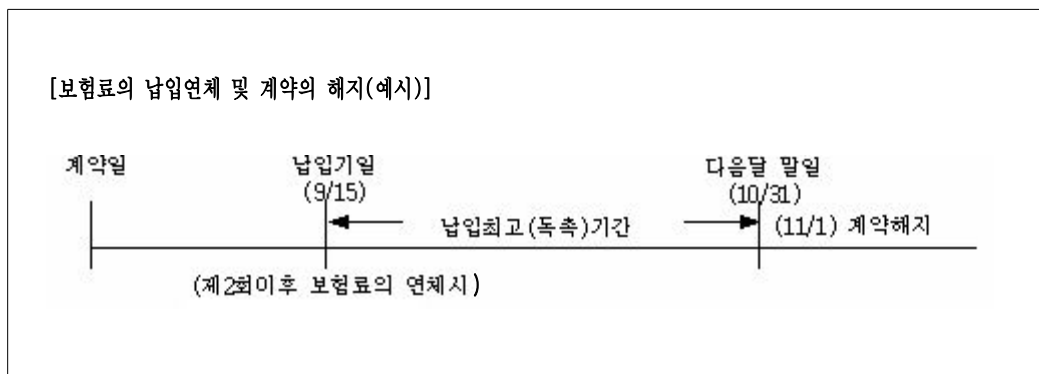 [보험료의 납입연체 및 계약의 해지(예시)]
계약일
납입기일
(9/15)
다음달 말일
(10/31)
납입최고(독촉)기간
(11/1) 계약해지
(제2회이후 보험료의 연체시)